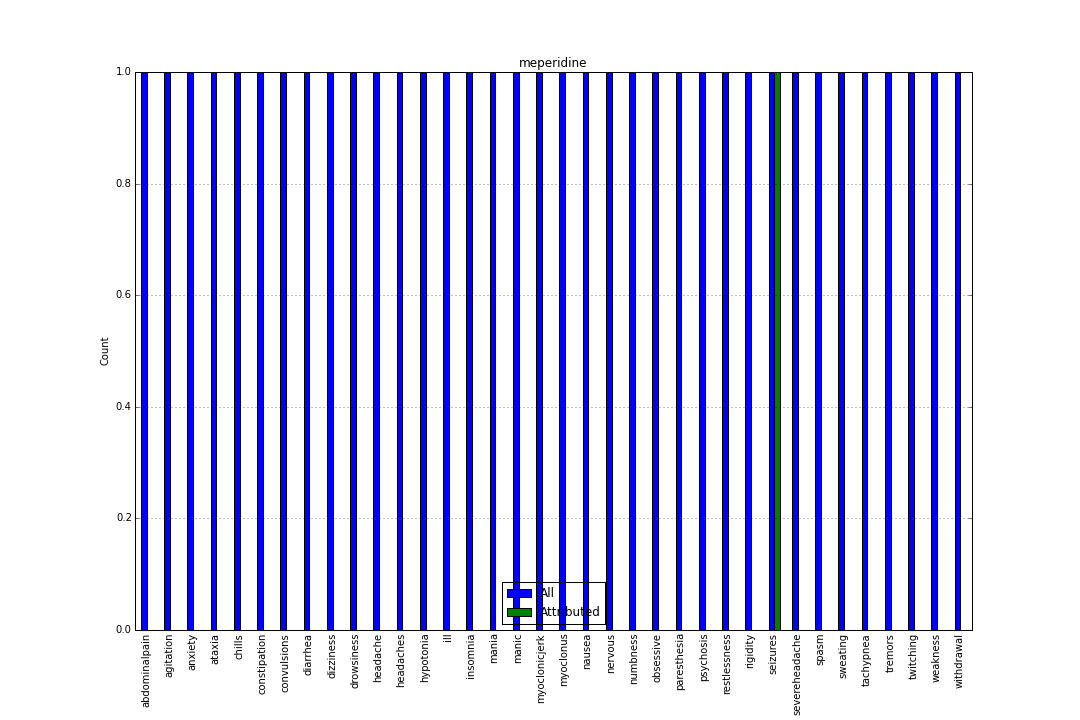 meperidine
1.0
0.8
0.6
0.4
0.2
0.0
Count
All
Attributed
abdominalpain
agitation
anxiety
ataxia
chills
constipation
convulsions
diarrhea
dizziness
drowsiness
headache
headaches
hypotonia
ill
insomnia
mania
manic
myoclonicjerk
myoclonus
nausea
nervous
numbness
obsessive
paresthesia
psychosis
restlessness
rigidity
seizures
severeheadache
spasm
sweating
tachypnea
tremors
twitching
weakness
withdrawal